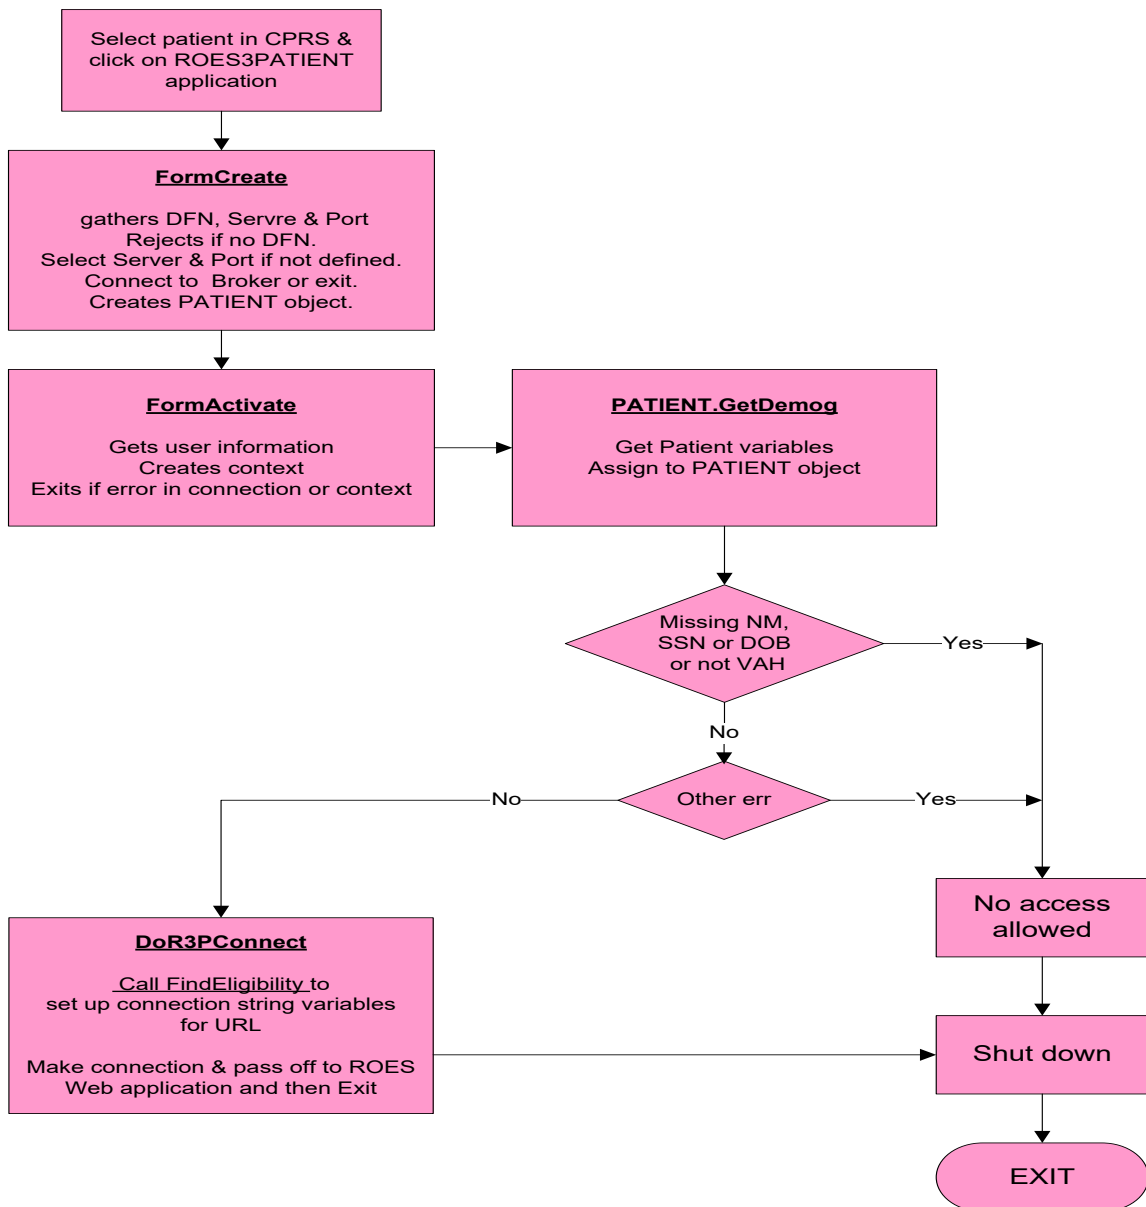 Select patient in CPRS &
click on ROES3PATIENT
application
FormCreate
gathers DFN, Servre & Port
Rejects if no DFN.
Select Server & Port if not defined.
Connect to  Broker or exit.
Creates PATIENT object.
FormActivate
Gets user information
Creates context
Exits if error in connection or context
PATIENT.GetDemog
Get Patient variables
Assign to PATIENT object
Missing NM,
SSN or DOB
or not VAH
Yes
No
Other err
No
Yes
No access
allowed
DoR3PConnect
Call FindEligibility to
set up connection string variables
for URL
Make connection & pass off to ROES
Web application and then Exit
Shut down
EXIT